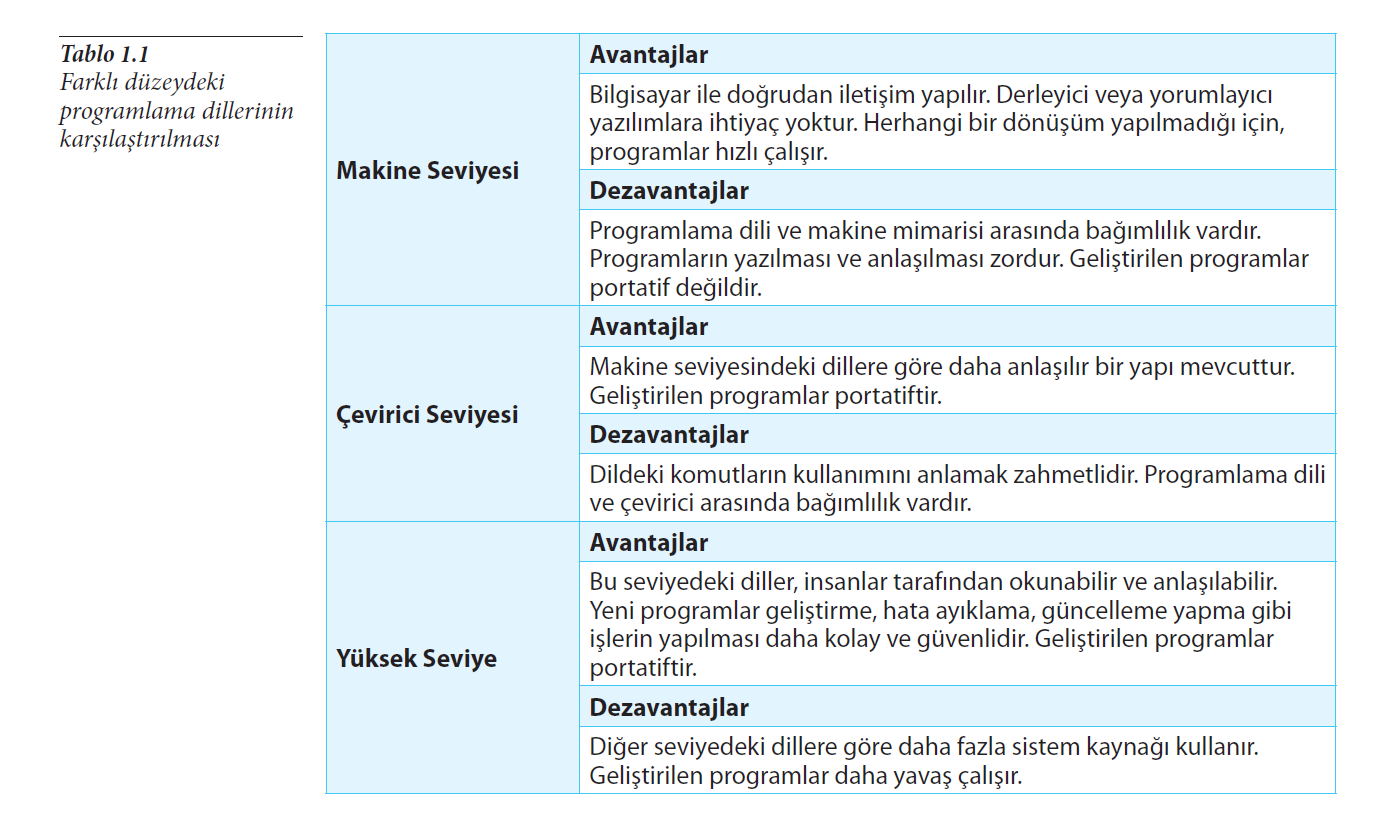 Tablo 1.1
Farklı düzeydeki
programlama dillerinin
karşılaştırılması
Makine Seviyesi
Avantajlar
Bilgisayar ile doğrudan iletişim yapılır. Derleyici veya yorumlayıcı
yazılımlara ihtiyaç yoktur. Herhangi bir dönüşüm yapılmadığı için,
programlar hızlı çalışır.
Dezavantajlar
Programlama dili ve makine mimarisi arasında bağımlılık vardır.
Programların yazılması ve anlaşılması zordur. Geliştirilen programlar
portatif değildir.
Çevirici Seviyesi
Avantajlar
Makine seviyesindeki dillere göre daha anlaşılır bir yapı mevcuttur.
Geliştirilen programlar portatiftir.
Dezavantajlar
Dildeki komutların kullanımını anlamak zahmetlidir. Programlama dili
ve çevirici arasında bağımlılık vardır.
Yüksek Seviye
Avantajlar
Bu seviyedeki diller, insanlar tarafından okunabilir ve anlaşılabilir.
Yeni programlar geliştirme, hata ayıklama, güncelleme yapma gibi
işlerin yapılması daha kolay ve güvenlidir. Geliştirilen programlar
portatiftir.
Dezavantajlar
Diğer seviyedeki dillere göre daha fazla sistem kaynağı kullanır.
Geliştirilen programlar daha yavaş çalışır.